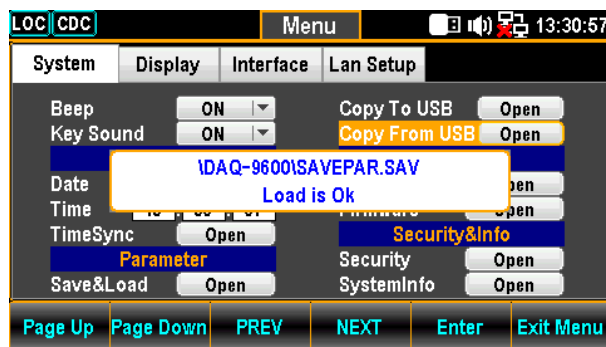 LOC CDC Menu 13:30:57
System Display Interface Lan Setup
Beep ON Copy To USB Open
Key Sound ON Copy From USB Open
\DAQ-9600\SAVEPAR.SAV
Load is Ok
Date
Time
TimeSync Open Security&Info
Parameter Security Open
Save&Load Open SystemInfo Open
Page Up Page Down PREV NEXT Enter Exit Menu